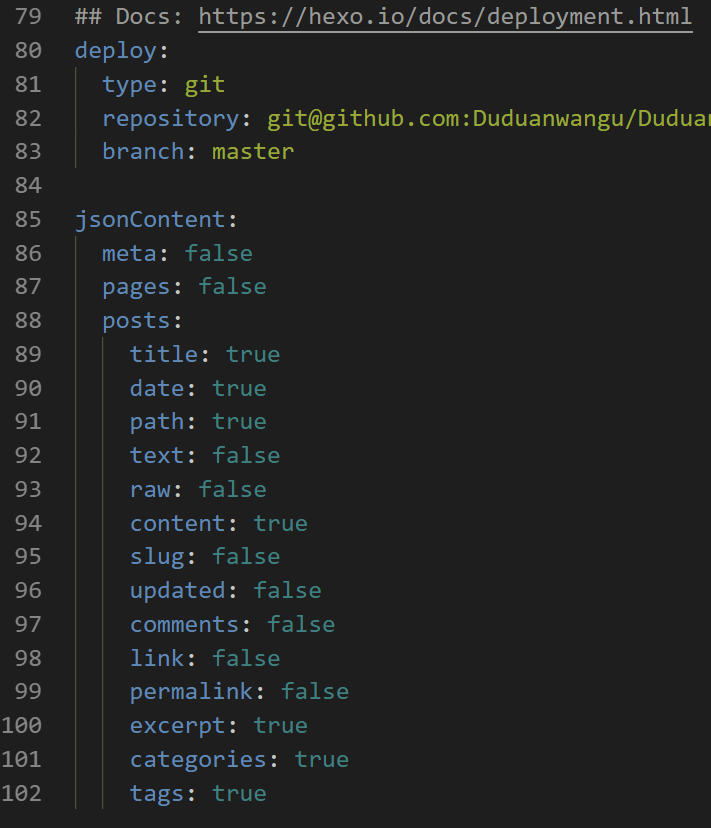 79 ## Docs: https://hexo.io/docs/deployment.html
80 deploy:
81   type: git
82   repository: git@github.com:Duduanwangu/Duduan
83   branch: master
84
85 jsonContent:
86   meta: false
87   pages: false
88   posts:
89     title: true
90     date: true
91     path: true
92     text: false
93     raw: false
94     content: true
95     slug: false
96     updated: false
97     comments: false
98     link: false
99     permalink: false
100     excerpt: true
101     categories: true
102     tags: true